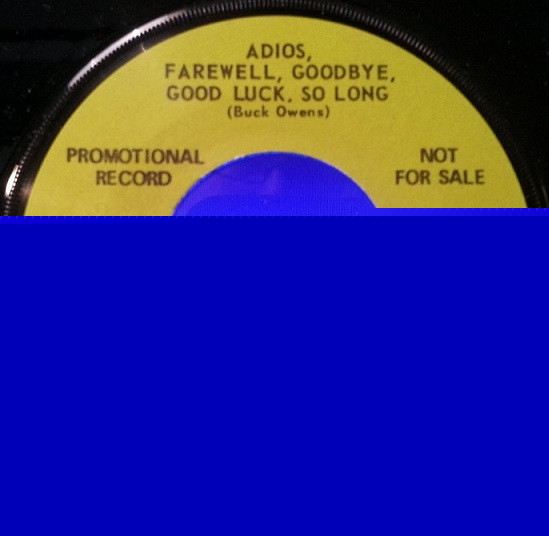 ADIOS,
FAREWELL, GOODBYE,
GOOD LUCK, SO LONG
(Buck Owens)
PROMOTIONAL
RECORD
NOT
FOR SALE